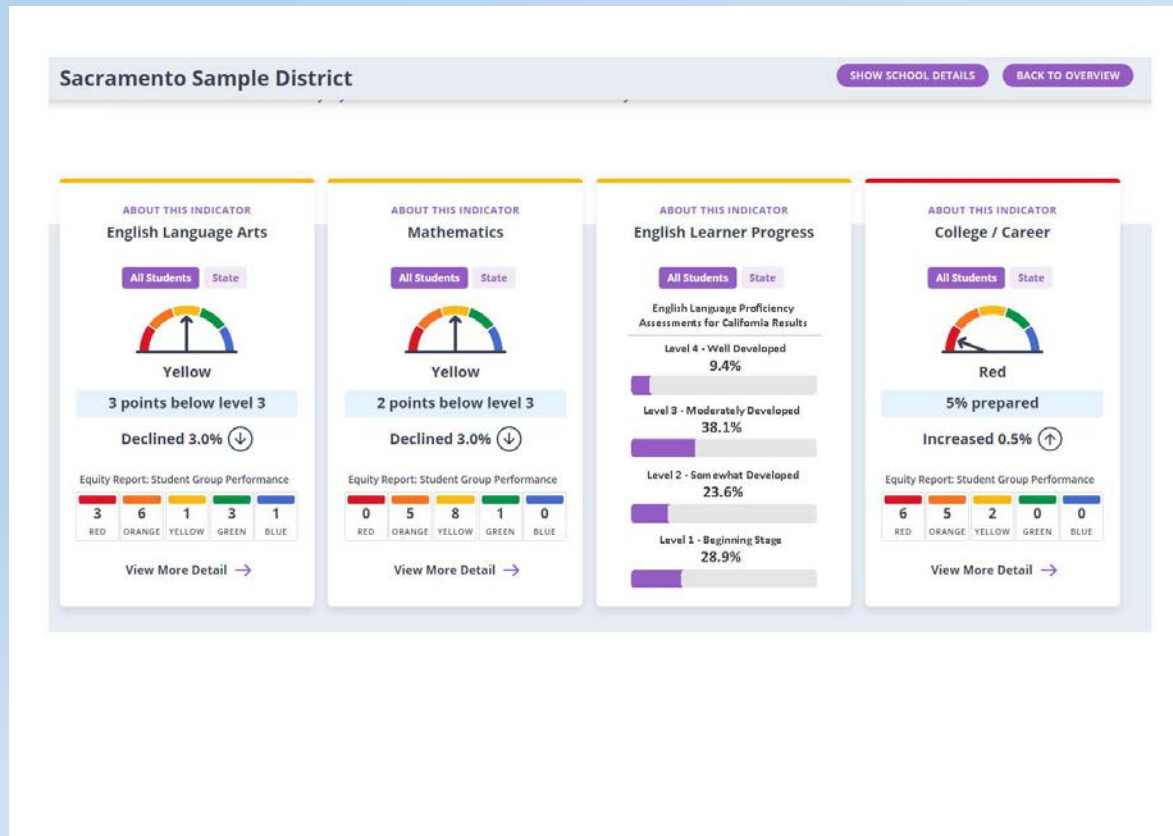 Sacramento Sample District
SHOW SCHOOL DETAILS
BACK TO OVERVIEW
ABOUT THIS INDICATOR
English Language Arts
All Students State
Yellow
3 points below level 3
Declined 3.0%
Equity Report: Student Group Performance
3 6 1 3 1
RED ORANGE YELLOW GREEN BLUE
View More Detail →
ABOUT THIS INDICATOR
Mathematics
All Students State
Yellow
2 points below level 3
Declined 3.0%
Equity Report: Student Group Performance
0 5 8 1 0
RED ORANGE YELLOW GREEN BLUE
View More Detail →
ABOUT THIS INDICATOR
English Learner Progress
All Students State
English Language Proficiency
Assessments for California Results
Level 4 - Well Developed
9.4%
Level 3 - Moderately Developed
38.1%
Level 2 - Somewhat Developed
23.6%
Level 1 - Beginning Stage
28.9%
ABOUT THIS INDICATOR
College / Career
All Students State
Red
5% prepared
Increased 0.5%
Equity Report: Student Group Performance
6 5 2 0 0
RED ORANGE YELLOW GREEN BLUE
View More Detail →